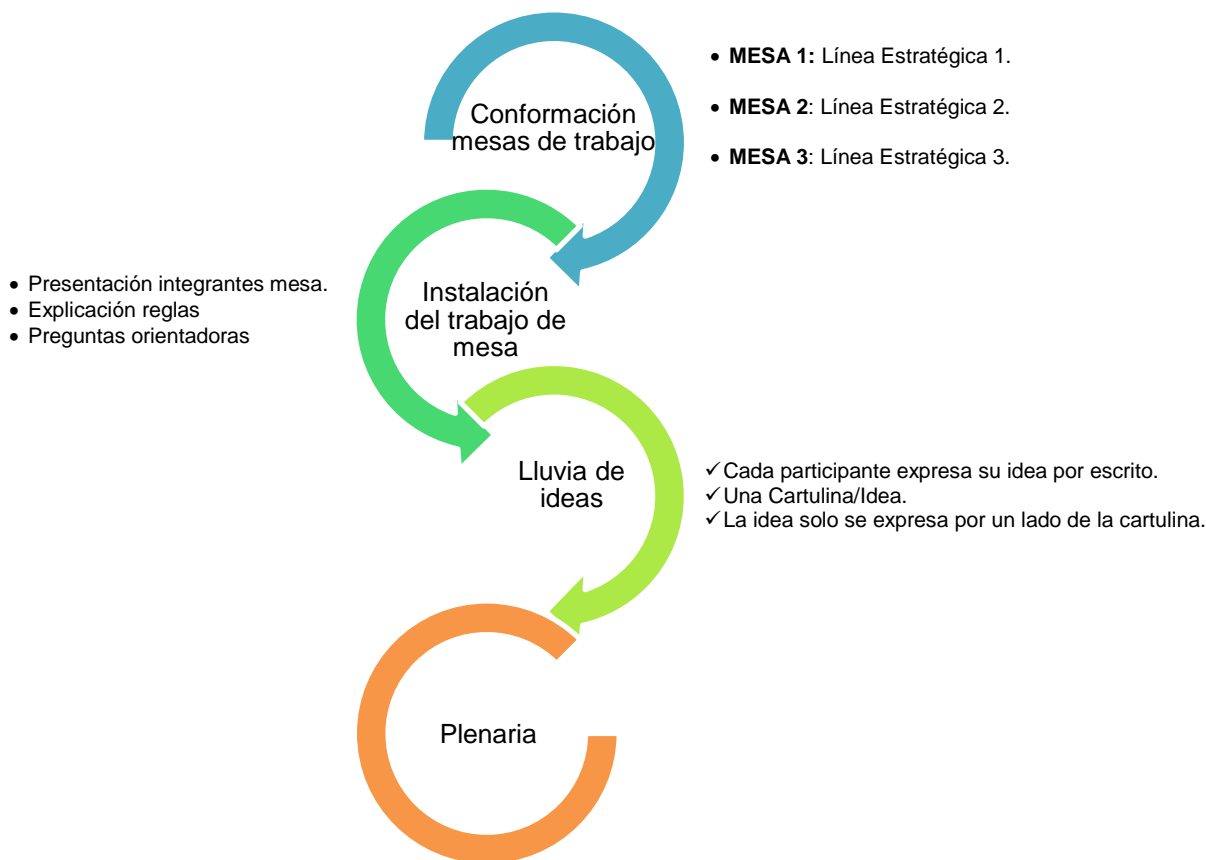 Conformación
mesas de trabajo
• MESA 1: Línea Estratégica 1.
• MESA 2: Línea Estratégica 2.
• MESA 3: Línea Estratégica 3.
Instalación
del trabajo de
mesa
• Presentación integrantes mesa.
• Explicación reglas
• Preguntas orientadoras
Lluvia de
ideas
✓Cada participante expresa su idea por escrito.
✓Una Cartulina/Idea.
✓La idea solo se expresa por un lado de la cartulina.
Plenaria